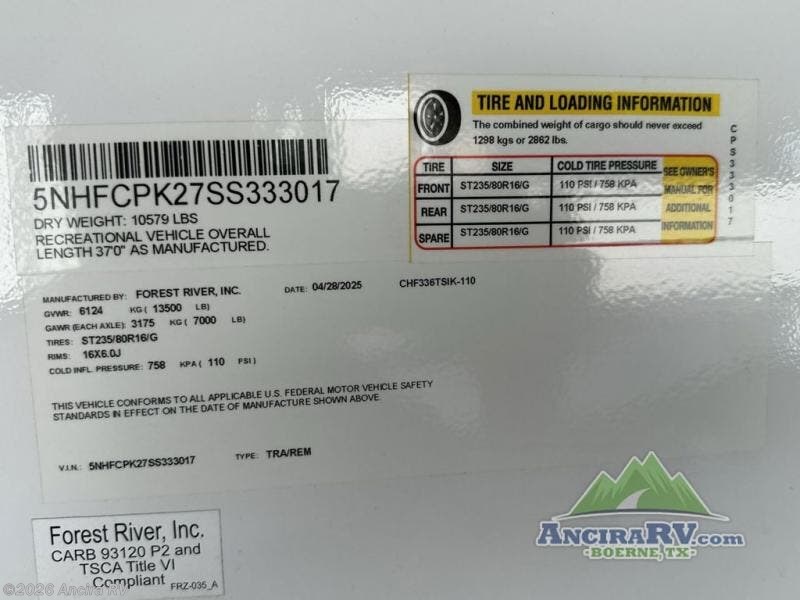 TIRE AND LOADING INFORMATION
The combined weight of cargo should never exceed
1298 kgs or 2862 lbs.
TIRE SIZE COLD TIRE PRESSURE SEE OWNER'S
FRONT ST235/80R16/G 110 PSI / 758 KPA MANUAL FOR
REAR ST235/80R16/G 110 PSI / 758 KPA ADDITIONAL
SPARE ST235/80R16/G 110 PSI / 758 KPA INFORMATION
CPS333017
5NHFCPK27SS333017
DRY WEIGHT: 10579 LBS
RECREATIONAL VEHICLE OVERALL
LENGTH 37'0" AS MANUFACTURED.
MANUFACTURED BY: FOREST RIVER, INC. DATE: 04/28/2025 CHF336TSIK-110
GVWR: 6124 KG ( 13500 LB)
GAWR (EACH AXLE): 3175 KG ( 7000 LB)
TIRES: ST235/80R16/G
RIMS: 16X6.0J
COLD INFL. PRESSURE: 758 KPA ( 110 PSI )
THIS VEHICLE CONFORMS TO ALL APPLICABLE U.S. FEDERAL MOTOR VEHICLE SAFETY
STANDARDS IN EFFECT ON THE DATE OF MANUFACTURE SHOWN ABOVE.
V.I.N.: 5NHFCPK27SS333017 TYPE: TRA/REM
Forest River, Inc.
CARB 93120 P2 and
TSCA Title VI
Compliant FRZ-035_A
ANCIRARV.COM
BOERNE, TX
©2026 Ancira RV